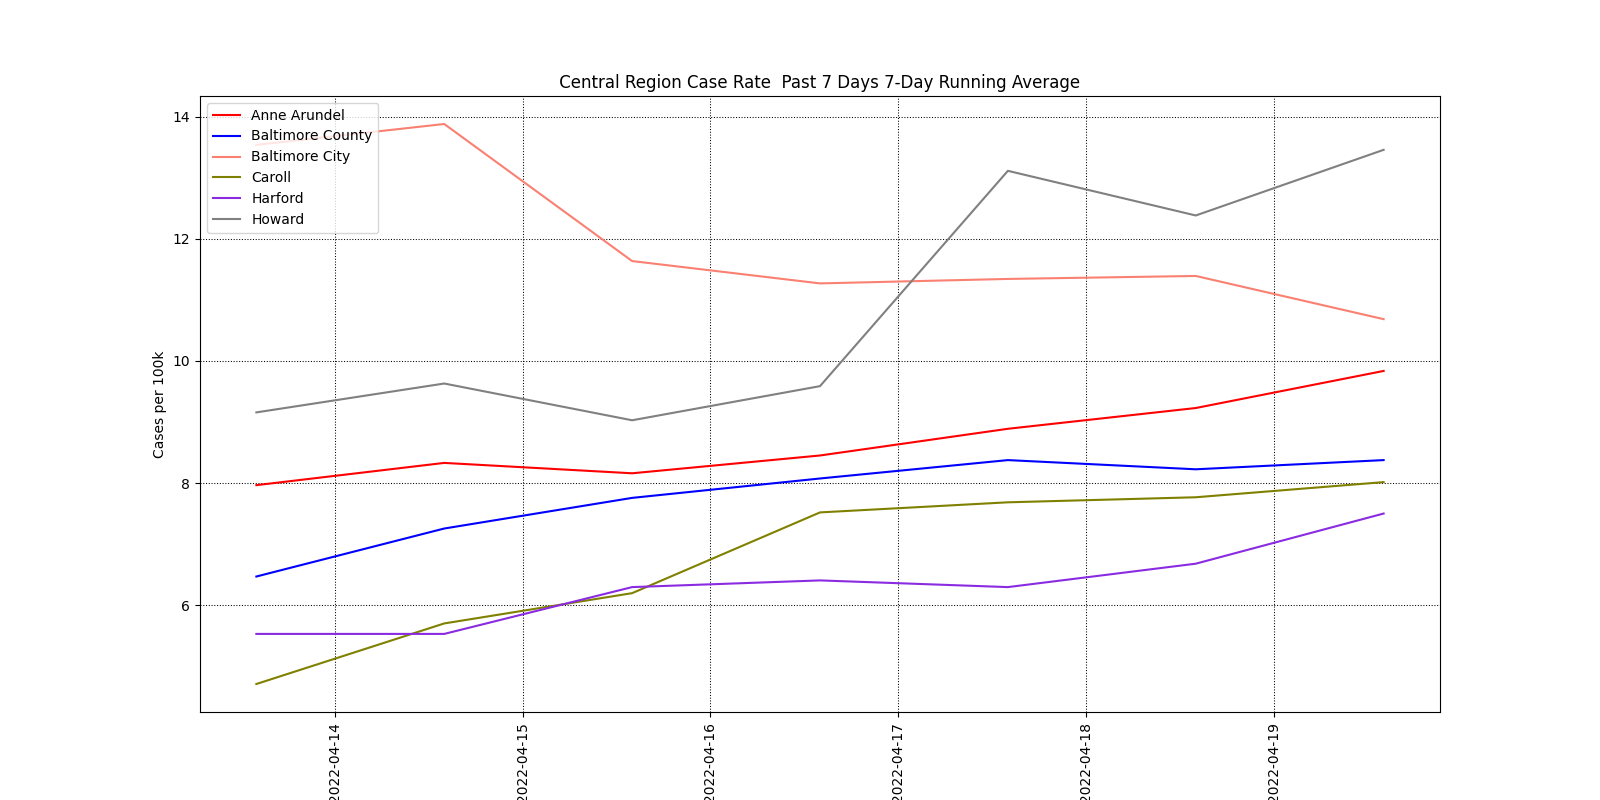 Central Region Case Rate  Past 7 Days 7-Day Running Average
Anne Arundel
Baltimore County
Baltimore City
Caroll
Harford
Howard
Cases per 100k
14
12
10
8
6
2022-04-14
2022-04-15
2022-04-16
2022-04-17
2022-04-18
2022-04-19